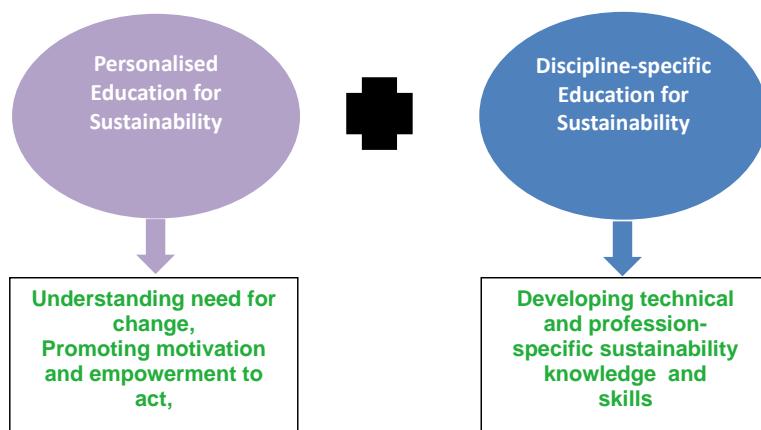 Personalised
Education for
Sustainability
Discipline-specific
Education for
Sustainability
Understanding need for
change,
Promoting motivation
and empowerment to
act,
Developing technical
and profession-
specific sustainability
knowledge and
skills